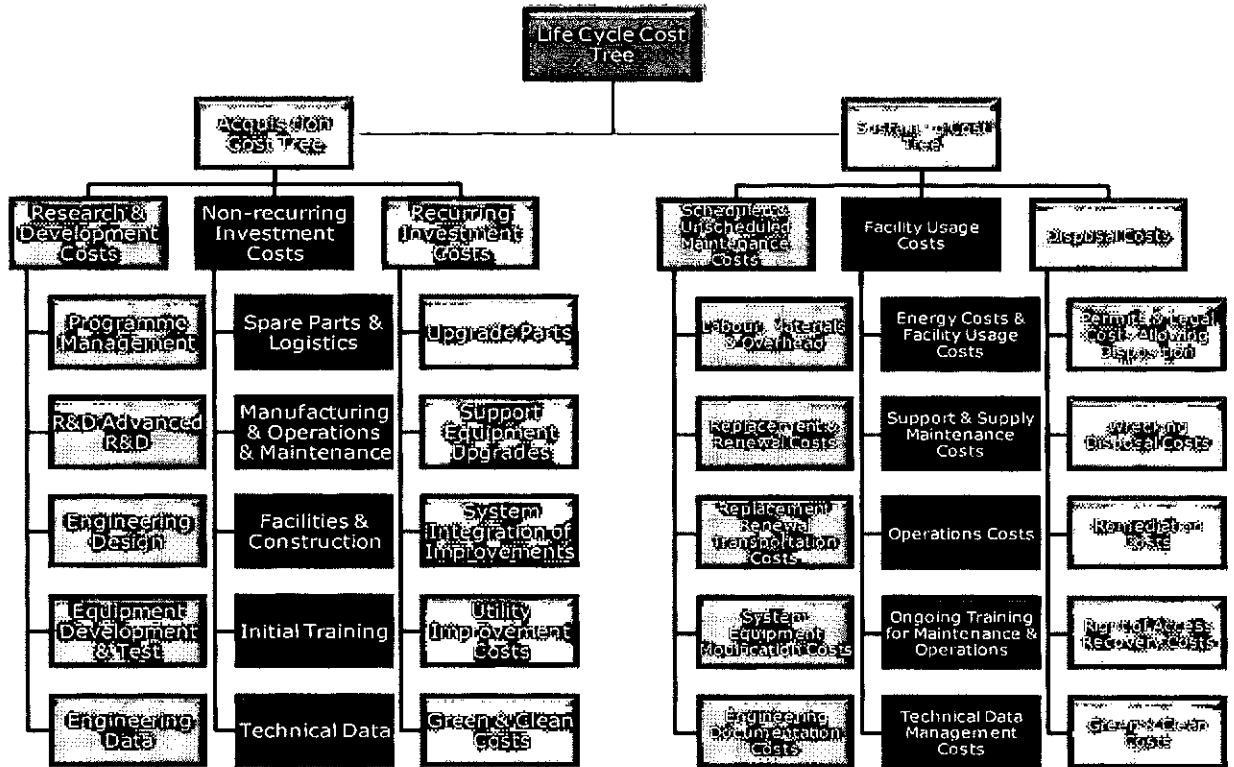 Life Cycle Cost
Tree
Acquisition
Cost Tree
Cost
Tree
Research &
Development
Costs
Non-recurring
Investment
Costs
Recurring
Investment
Costs
Unscheduled
Maintenance
Costs
Facility Usage
Costs
Disposal Costs
Programme
Management
Spare Parts &
Logistics
Upgrade Parts
Labour, Materials
& Overhead
Energy Costs &
Facility Usage
Costs
Permits & Legal
Costs Allowing
Disposition
R&D Advanced
R&D
Manufacturing
& Operations
& Maintenance
Support
Equipment
Upgrades
Replacement &
Renewal Costs
Support & Supply
Maintenance
Costs
Wrecking
Disposal Costs
Engineering
Design
Facilities &
Construction
System
Integration of
Improvements
Replacement
Renewal
Transportation
Costs
Operations Costs
Remediation
Costs
Equipment
Development
& Test
Initial Training
Utility
Improvement
Costs
System
Equipment
Modification Costs
Ongoing Training
for Maintenance &
Operations
Recovery Costs
Engineering
Data
Technical Data
Green & Clean
Costs
Engineering
Documentation
Costs
Technical Data
Management
Costs
Green & Clean
Costs